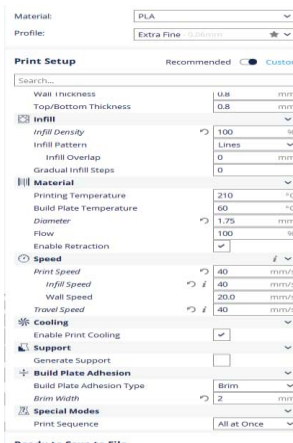 Material: PLA
Profile: Extra Fine 0.06mm
Print Setup Recommended Custom
Search...
Wall Thickness 0.8 mm
Top/Bottom Thickness 0.8 mm
Infill
Infill Density 100 %
Infill Pattern Lines
Infill Overlap 0 mm
Gradual Infill Steps 0
Material
Printing Temperature 210 °C
Build Plate Temperature 60 °C
Diameter 1.75 mm
Flow 100 %
Enable Retraction
Speed i
Print Speed 40 mm/s
Infill Speed i 40 mm/s
Wall Speed 20.0 mm/s
Travel Speed i 40 mm/s
Cooling
Enable Print Cooling
Support
Generate Support
Build Plate Adhesion
Build Plate Adhesion Type Brim
Brim Width 2 mm
Special Modes
Print Sequence All at Once
Ready to Save to File